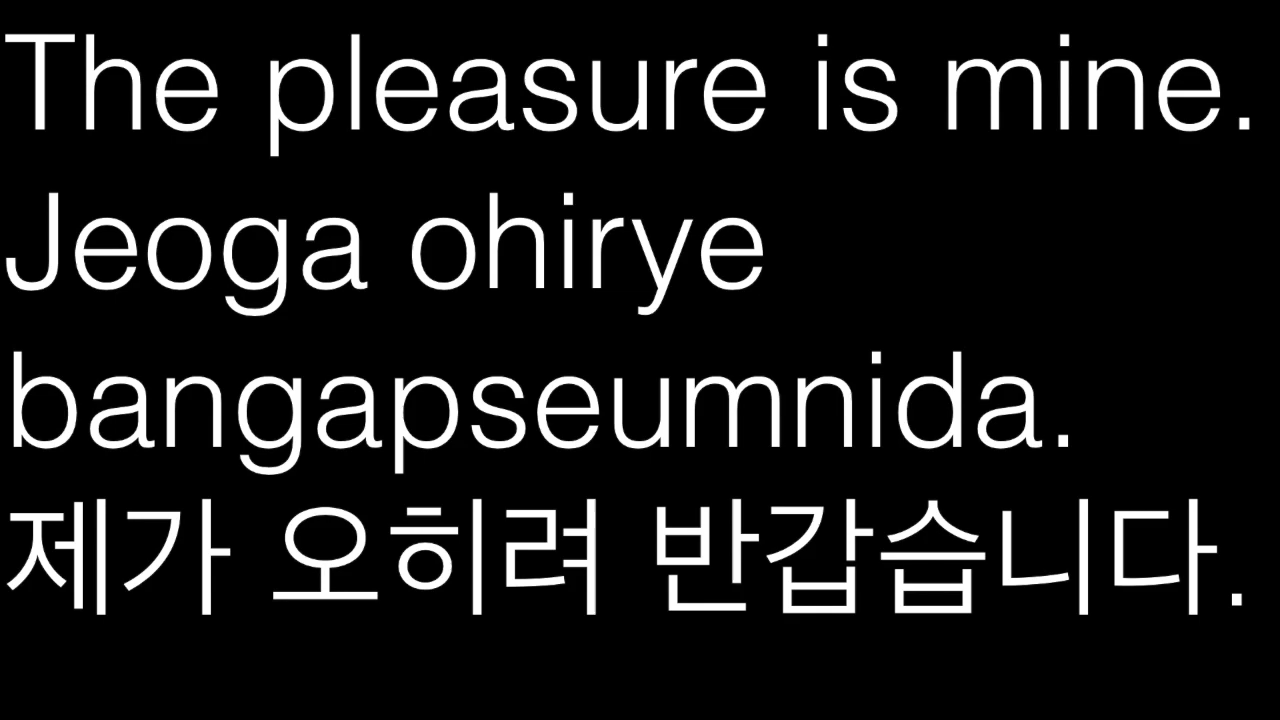 The pleasure is mine.
Jeoga ohirye
bangapseumnida.
제가 오히려 반갑습니다.